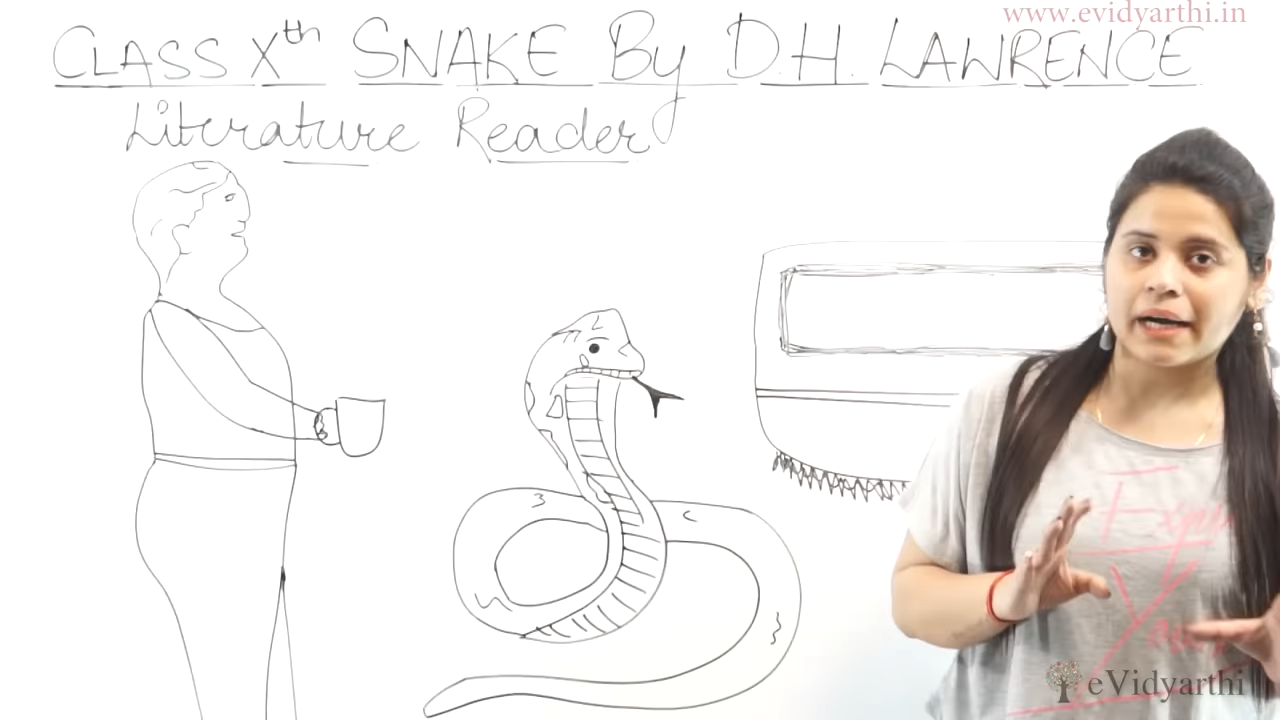 www.evidyarthi.in
CLASS Xth SNAKE By D.H. LAWRENCE
Literature Reader
eVidyarthi